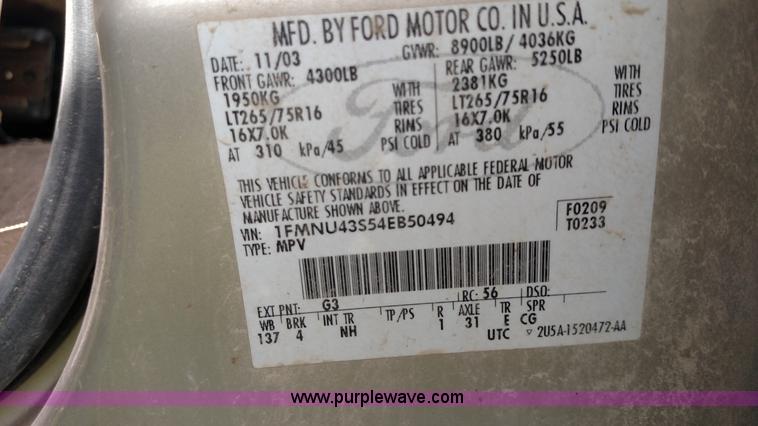 MFD. BY FORD MOTOR CO. IN U.S.A.
DATE: 11/03 GVWR: 8900LB/ 4036KG
FRONT GAWR: 4300LB REAR GAWR: 5250LB
1950KG WITH 2381KG WITH
LT265/75R16 TIRES LT265/75R16 TIRES
16X7.0K RIMS 16X7.0K RIMS
AT 310 kPa/45 PSI COLD AT 380 kPa/55 PSI COLD
Ford
THIS VEHICLE CONFORMS TO ALL APPLICABLE FEDERAL MOTOR
VEHICLE SAFETY STANDARDS IN EFFECT ON THE DATE OF
MANUFACTURE SHOWN ABOVE.
VIN: 1FMNU43S54EB50494 F0209
TYPE: MPV T0233
EXT PNT: G3 RC: 56 DSO:
WB BRK INT TR TP/PS R AXLE TR SPR
137 4 NH 1 31 E CG
UTC ▽ 2U5A-1520472-AA
www.purplewave.com